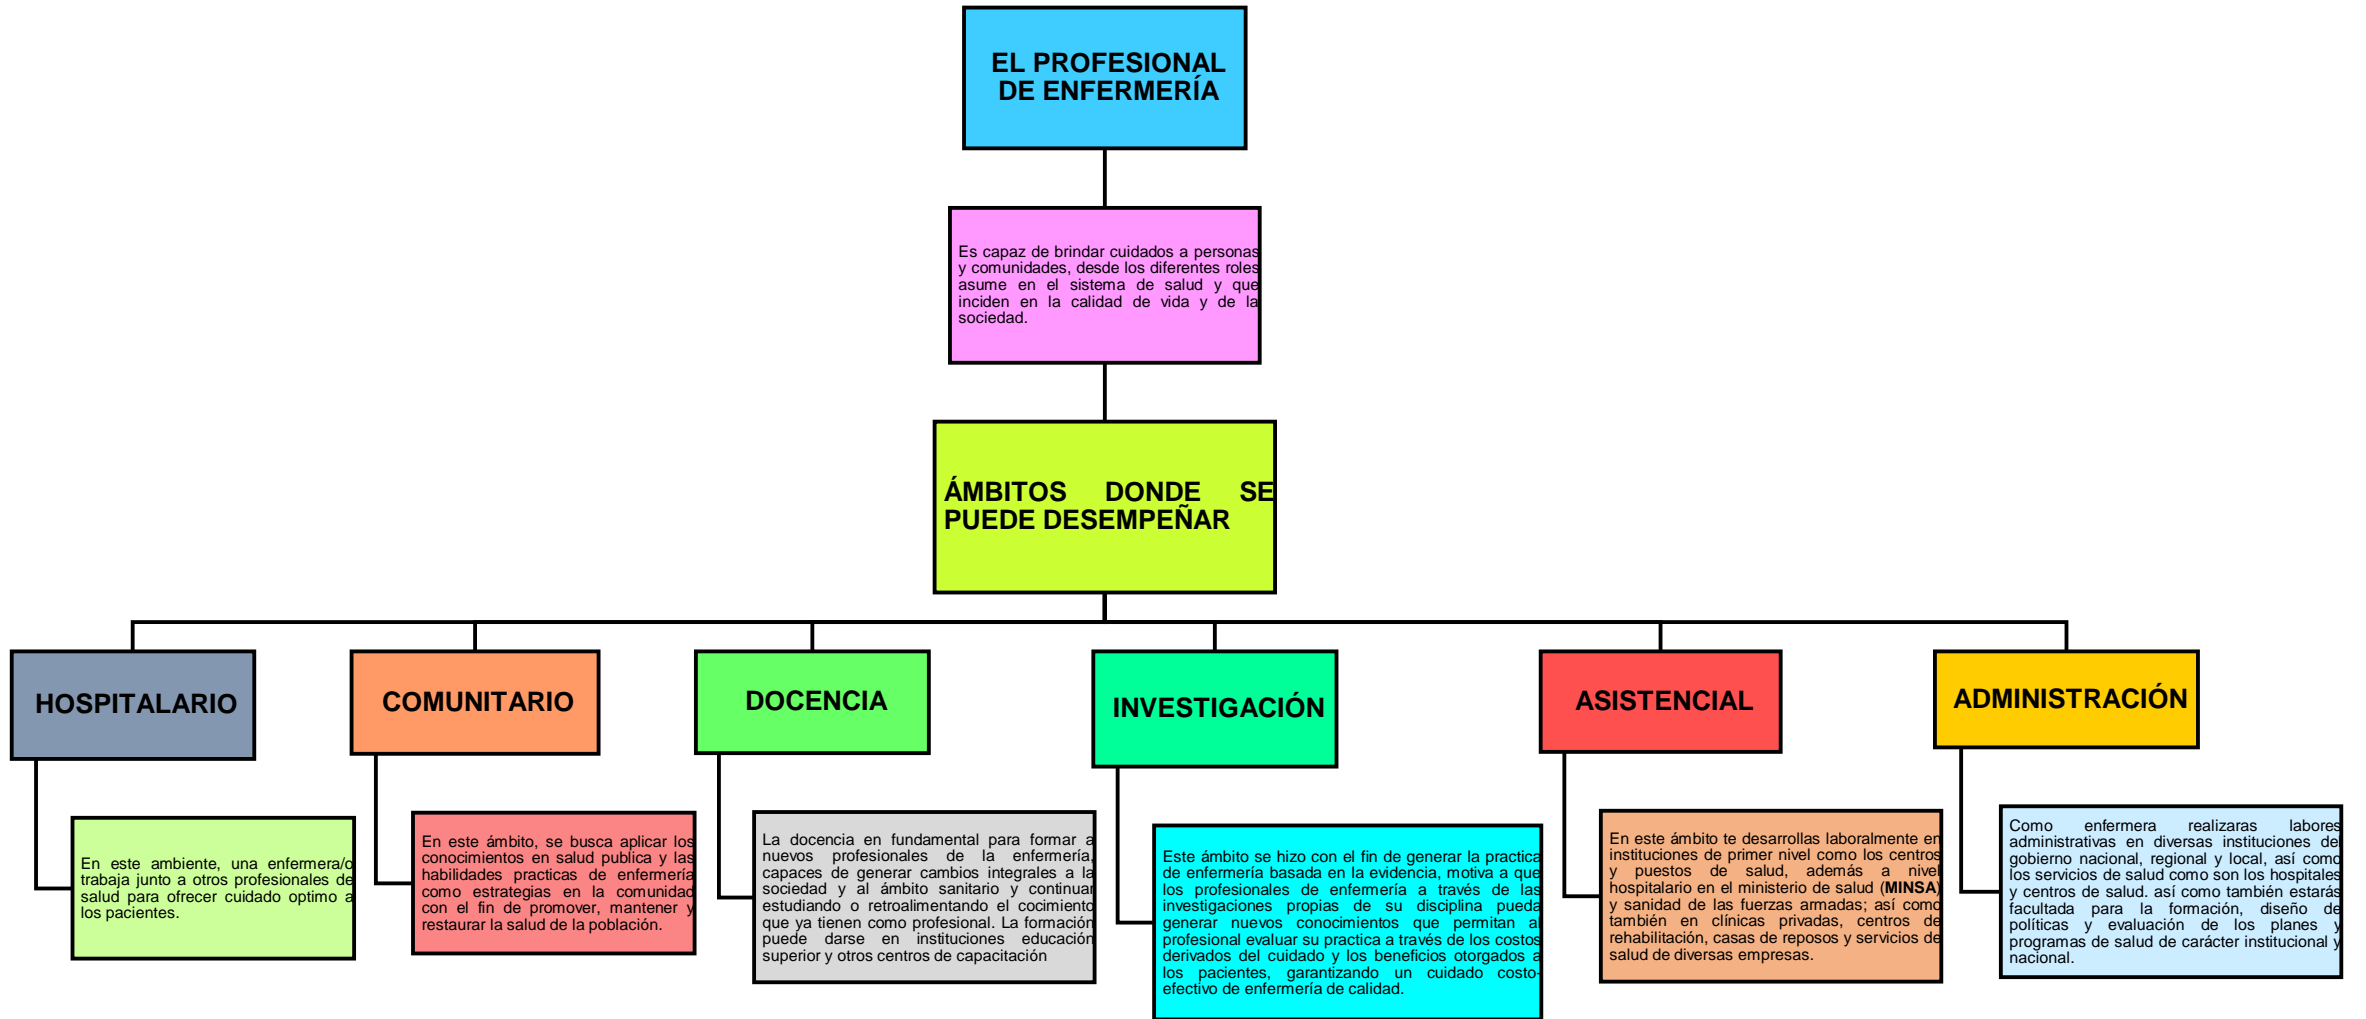 EL PROFESIONAL
DE ENFERMERÍA
Es capaz de brindar cuidados a personas
y comunidades, desde los diferentes roles
asume en el sistema de salud y que
inciden en la calidad de vida y de la
sociedad.
ÁMBITOS DONDE SE
PUEDE DESEMPEÑAR
HOSPITALARIO
En este ambiente, una enfermera/o
trabaja junto a otros profesionales de
salud para ofrecer cuidado optimo a
los pacientes.
COMUNITARIO
En este ámbito, se busca aplicar los
conocimientos en salud publica y las
habilidades practicas de enfermería
como estrategias en la comunidad
con el fin de promover, mantener y
restaurar la salud de la población.
DOCENCIA
La docencia en fundamental para formar a
nuevos profesionales de la enfermería,
capaces de generar cambios integrales a la
sociedad y al ámbito sanitario y continuar
estudiando o retroalimentando el cocimiento
que ya tienen como profesional. La formación
puede darse en instituciones educación
superior y otros centros de capacitación
INVESTIGACIÓN
Este ámbito se hizo con el fin de generar la practica
de enfermería basada en la evidencia, motiva a que
los profesionales de enfermería a través de las
investigaciones propias de su disciplina pueda
generar nuevos conocimientos que permitan al
profesional evaluar su practica a través de los costos
derivados del cuidado y los beneficios otorgados a
los pacientes, garantizando un cuidado costo-
efectivo de enfermería de calidad.
ASISTENCIAL
En este ámbito te desarrollas laboralmente en
instituciones de primer nivel como los centros
y puestos de salud, además a nivel
hospitalario en el ministerio de salud (MINSA)
y sanidad de las fuerzas armadas; así como
también en clínicas privadas, centros de
rehabilitación, casas de reposos y servicios de
salud de diversas empresas.
ADMINISTRACIÓN
Como enfermera realizaras labores
administrativas en diversas instituciones del
gobierno nacional, regional y local, así como
los servicios de salud como son los hospitales
y centros de salud. así como también estarás
facultada para la formación, diseño de
políticas y evaluación de los planes y
programas de salud de carácter institucional y
nacional.